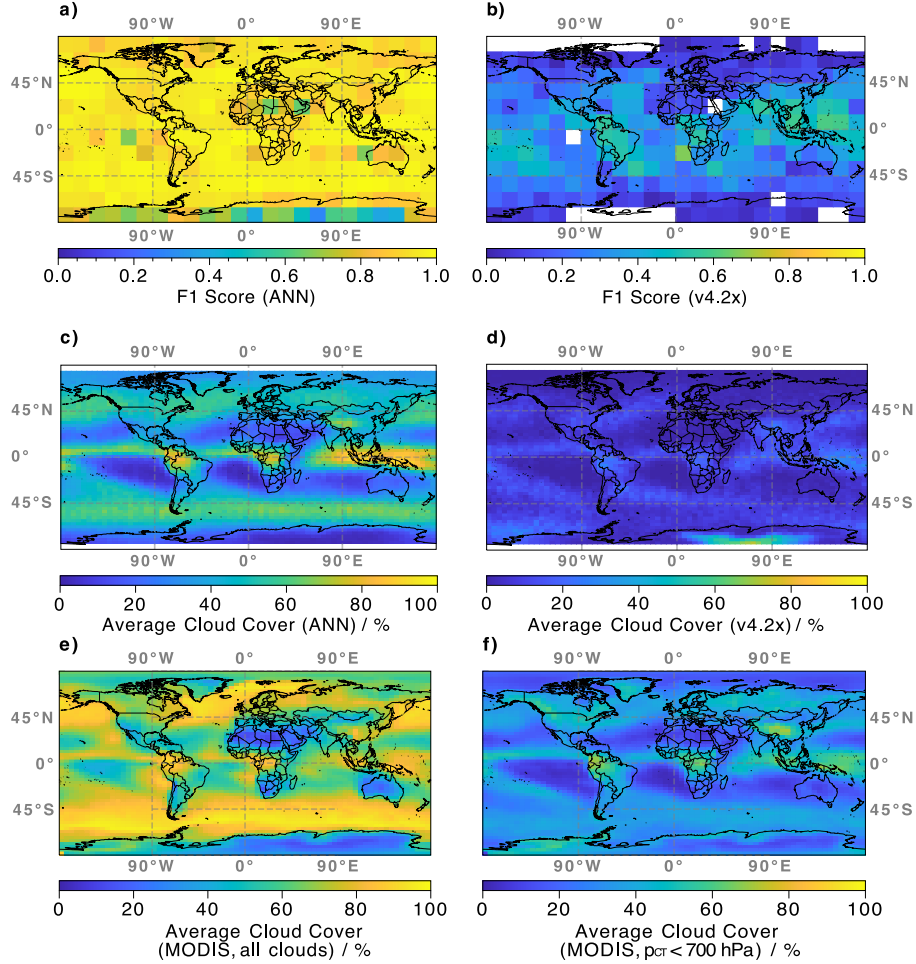 a) b)
90°W 0° 90°E 90°W 0° 90°E
45°N 45°N
0° 0°
45°S 45°S
90°W 0° 90°E 90°W 0° 90°E
0.0 0.2 0.4 0.6 0.8 1.0 0.0 0.2 0.4 0.6 0.8 1.0
F1 Score (ANN) F1 Score (v4.2x)
c) d)
90°W 0° 90°E 90°W 0° 90°E
45°N 45°N
0° 0°
45°S 45°S
0 20 40 60 80 100 0 20 40 60 80 100
Average Cloud Cover (ANN) / % Average Cloud Cover (v4.2x) / %
e) f)
90°W 0° 90°E 90°W 0° 90°E
45°N 45°N
0° 0°
45°S 45°S
90°W 0° 90°E 90°W 0° 90°E
0 20 40 60 80 100 0 20 40 60 80 100
Average Cloud Cover Average Cloud Cover
(MODIS, all clouds) / % (MODIS, pCT < 700 hPa) / %